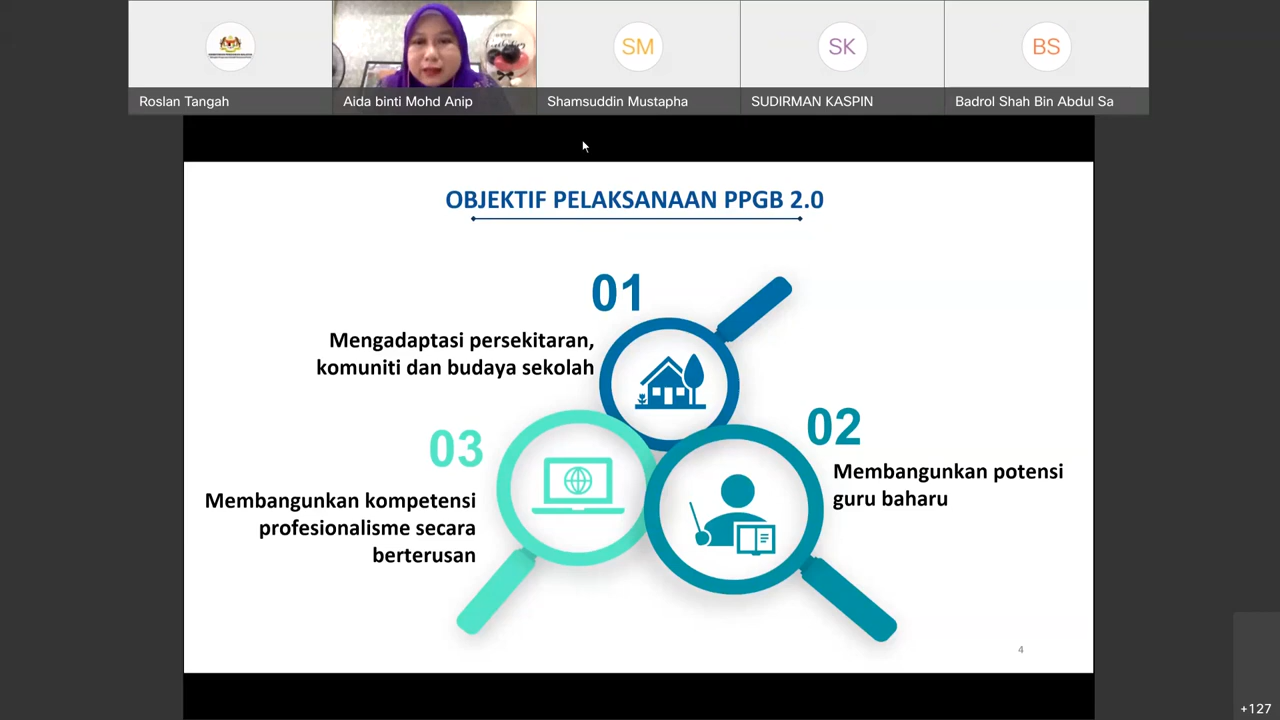 SM
SK
BS
Roslan Tangah
Aida binti Mohd Anip
Shamsuddin Mustapha
SUDIRMAN KASPIN
Badrol Shah Bin Abdul Sa
OBJEKTIF PELAKSANAAN PPGB 2.0
01
Mengadaptasi persekitaran,
komuniti dan budaya sekolah
02
Membangunkan potensi
guru baharu
03
Membangunkan kompetensi
profesionalisme secara
berterusan
4
+127